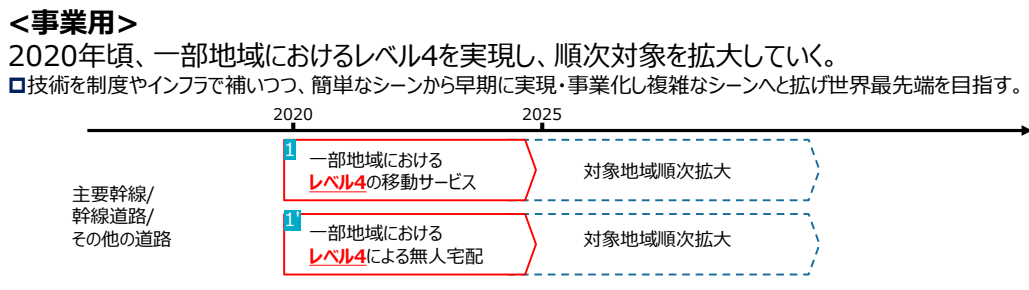 <事業用>
2020年頃、一部地域におけるレベル4を実現し、順次対象を拡大していく。
技術を制度やインフラで補いつつ、簡単なシーンから早期に実現・事業化し複雑なシーンへと拡げ世界最先端を目指す。
2020
2025
主要幹線/
幹線道路/
その他の道路
1
一部地域における
レベル4の移動サービス
対象地域順次拡大
1'
一部地域における
レベル4による無人宅配
対象地域順次拡大